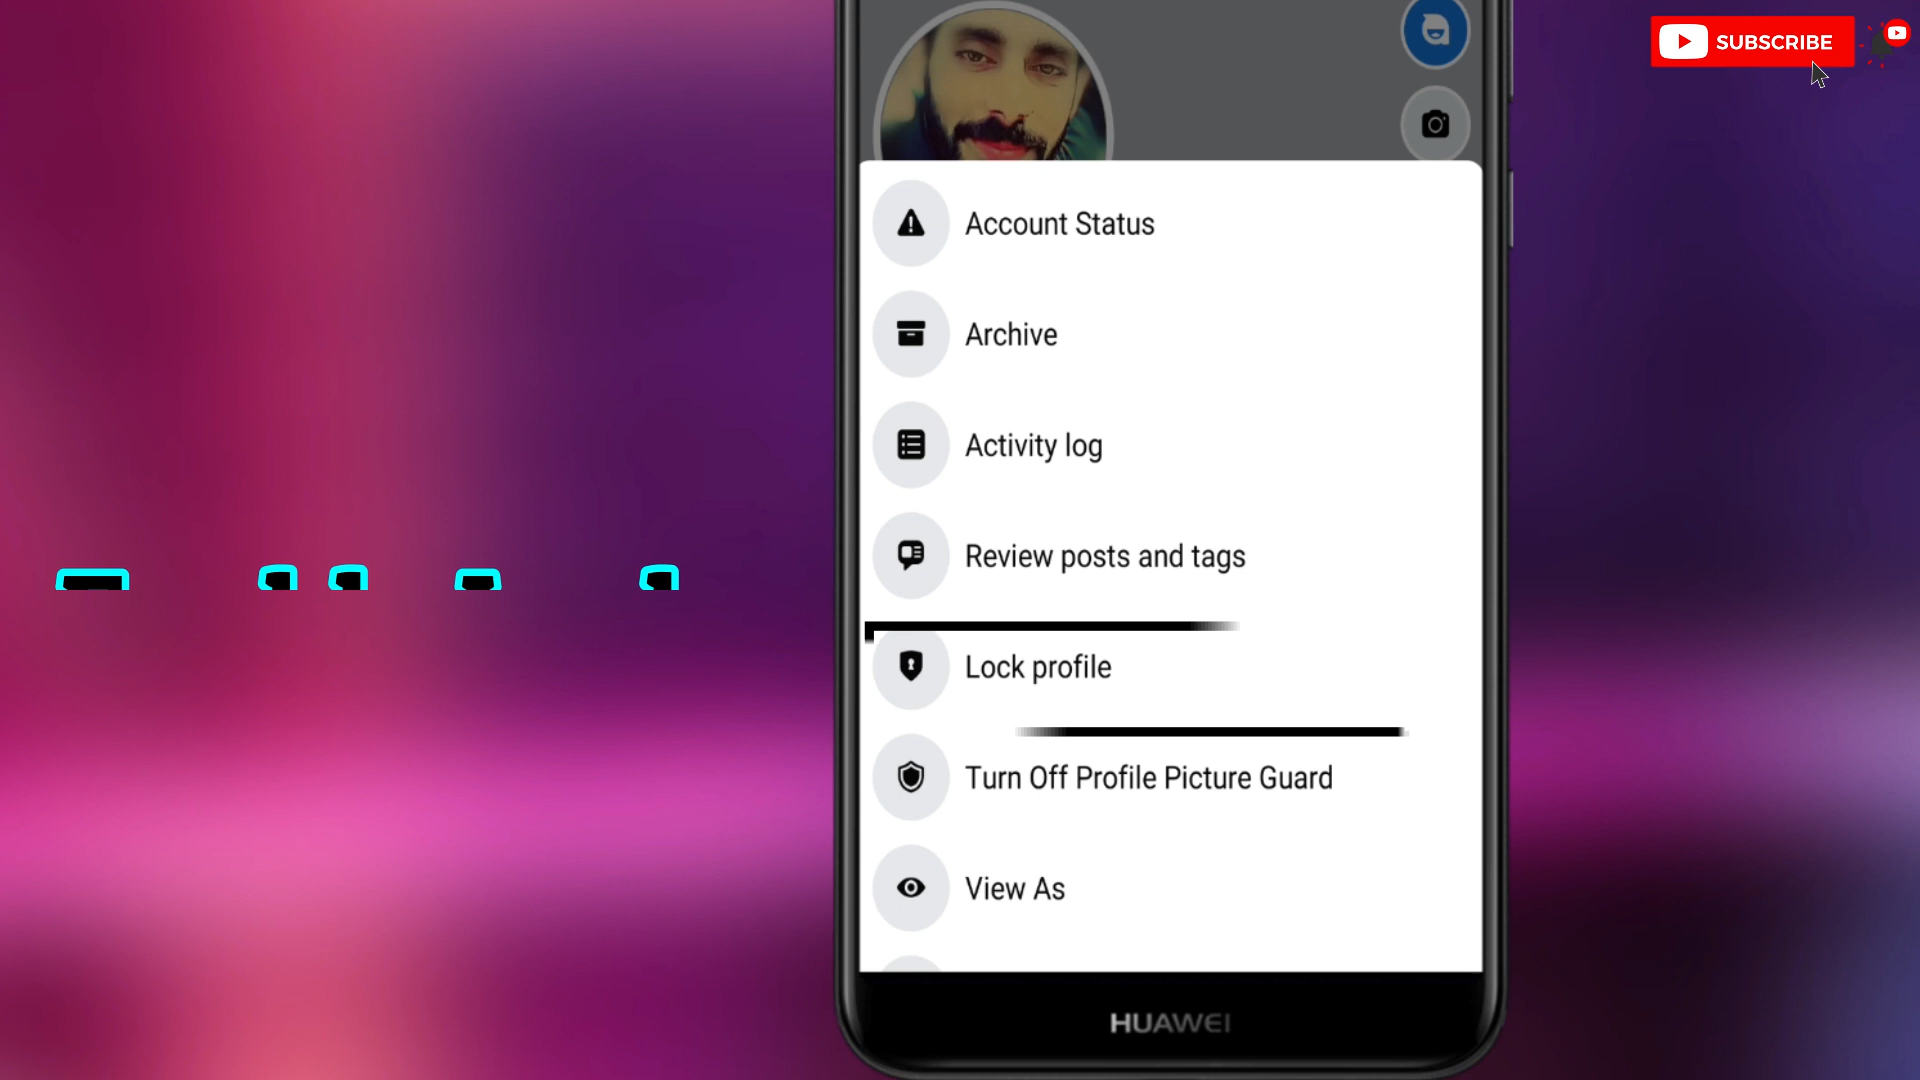 SUBSCRIBE
Account Status
Archive
Activity log
Review posts and tags
Lock profile
Turn Off Profile Picture Guard
View As
HUAWEI